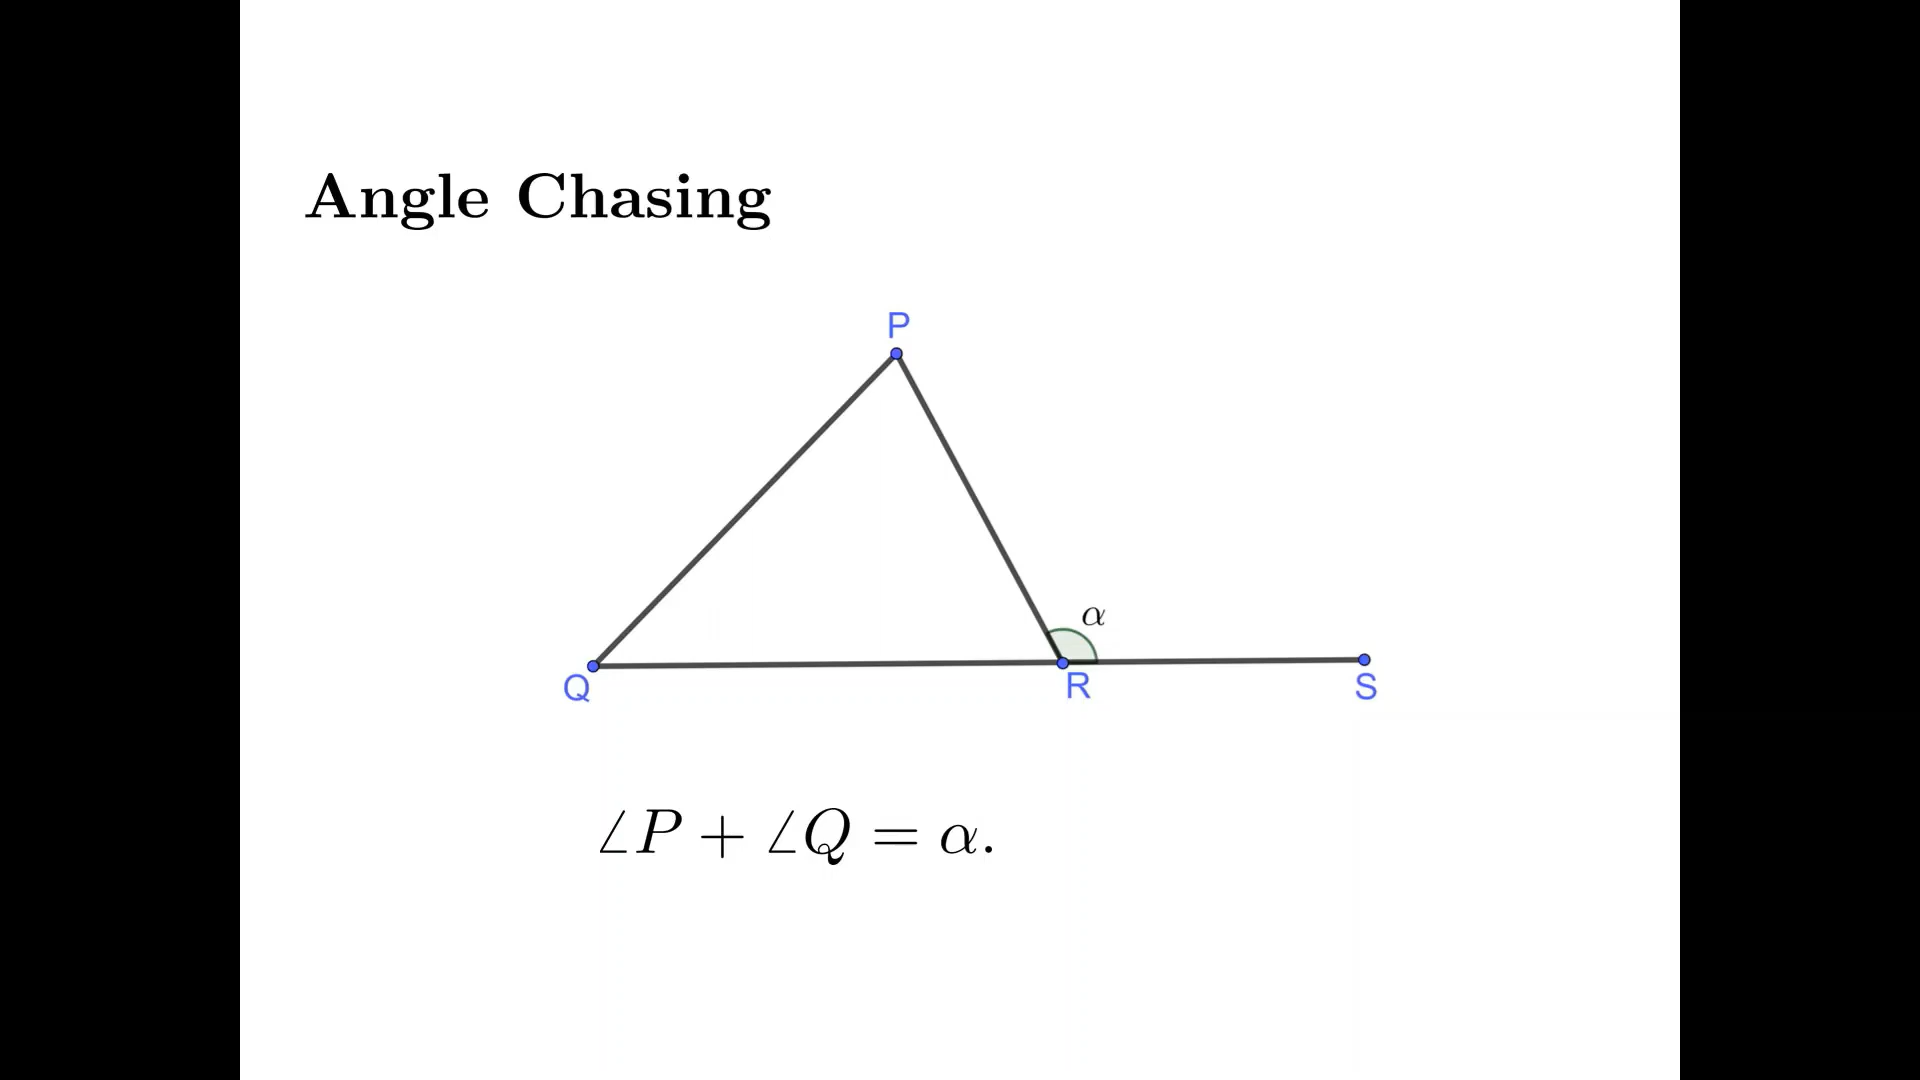 Angle Chasing
P
α
Q
R
S
∠P + ∠Q = α.